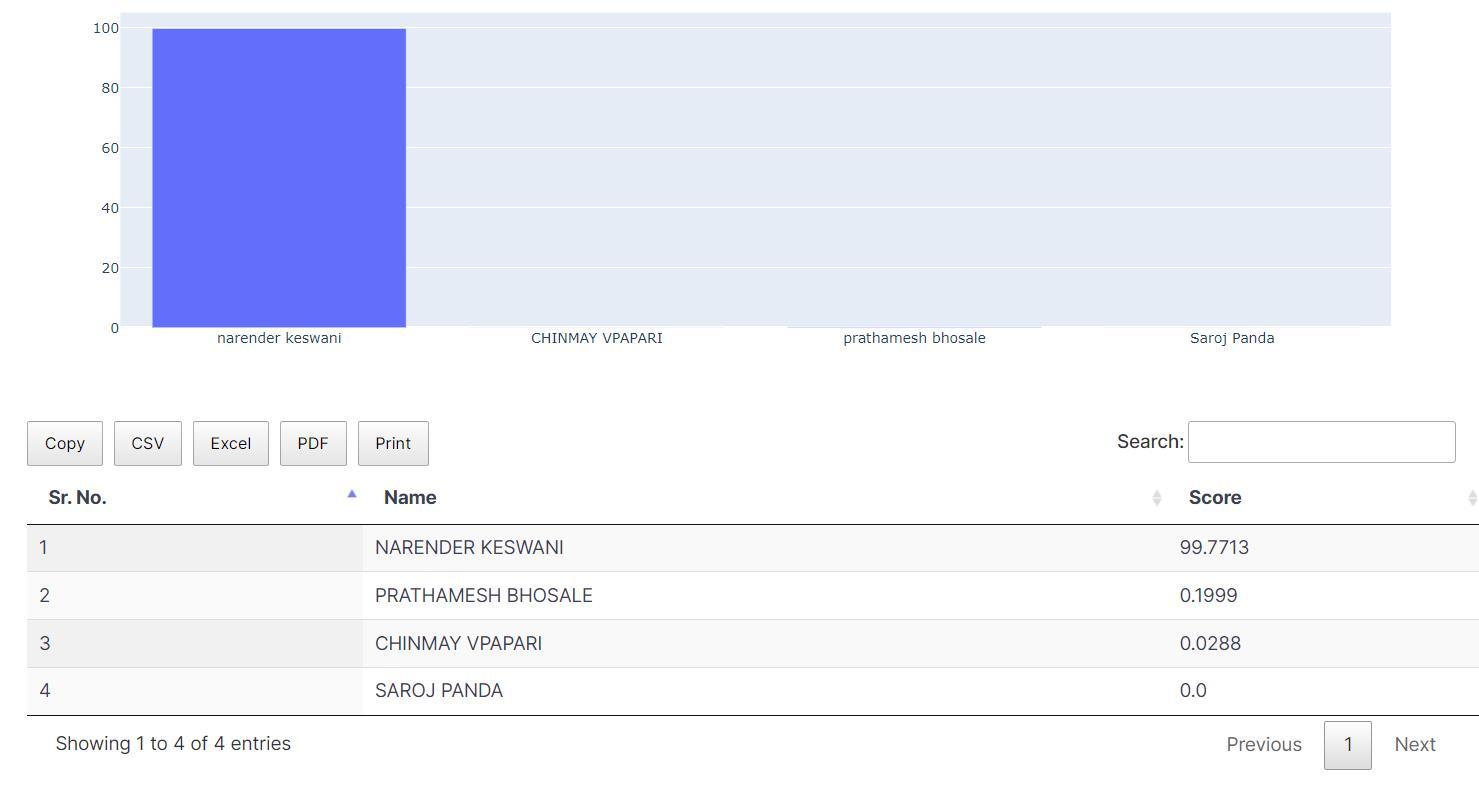 100
80
60
40
20
0
narender keswani CHINMAY VPAPARI prathamesh bhosale Saroj Panda
Copy CSV Excel PDF Print Search:
Sr. No. Name Score
1 NARENDER KESWANI 99.7713
2 PRATHAMESH BHOSALE 0.1999
3 CHINMAY VPAPARI 0.0288
4 SAROJ PANDA 0.0
Showing 1 to 4 of 4 entries Previous 1 Next